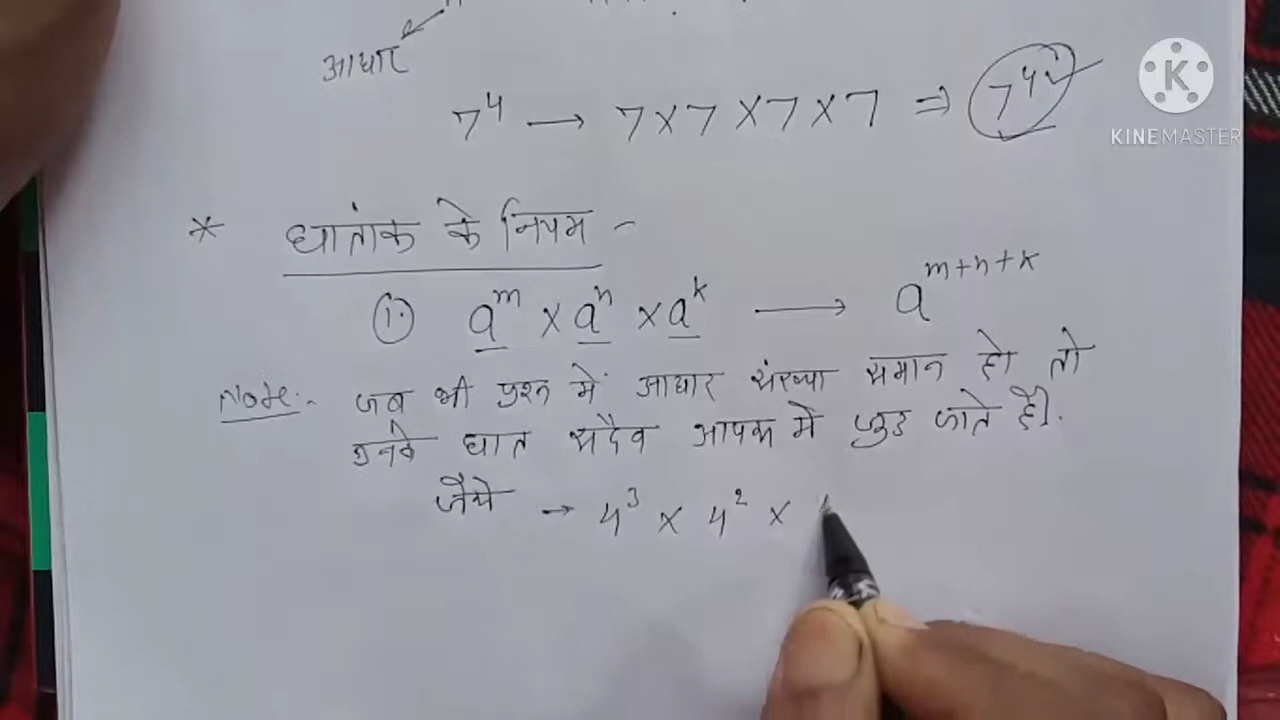 आधार
7⁴ → 7×7×7×7 ⇒ 7⁴
KINEMASTER
* घातांक के नियम -
① aᵐ × aⁿ × aᵏ → aᵐ⁺ⁿ⁺ᵏ
Note:- जब भी प्रश्न में आधार संख्या समान हो तो
उनके घात सदैव आपस में जुड़ जाते है।
जैसे → 4³ × 4² ×